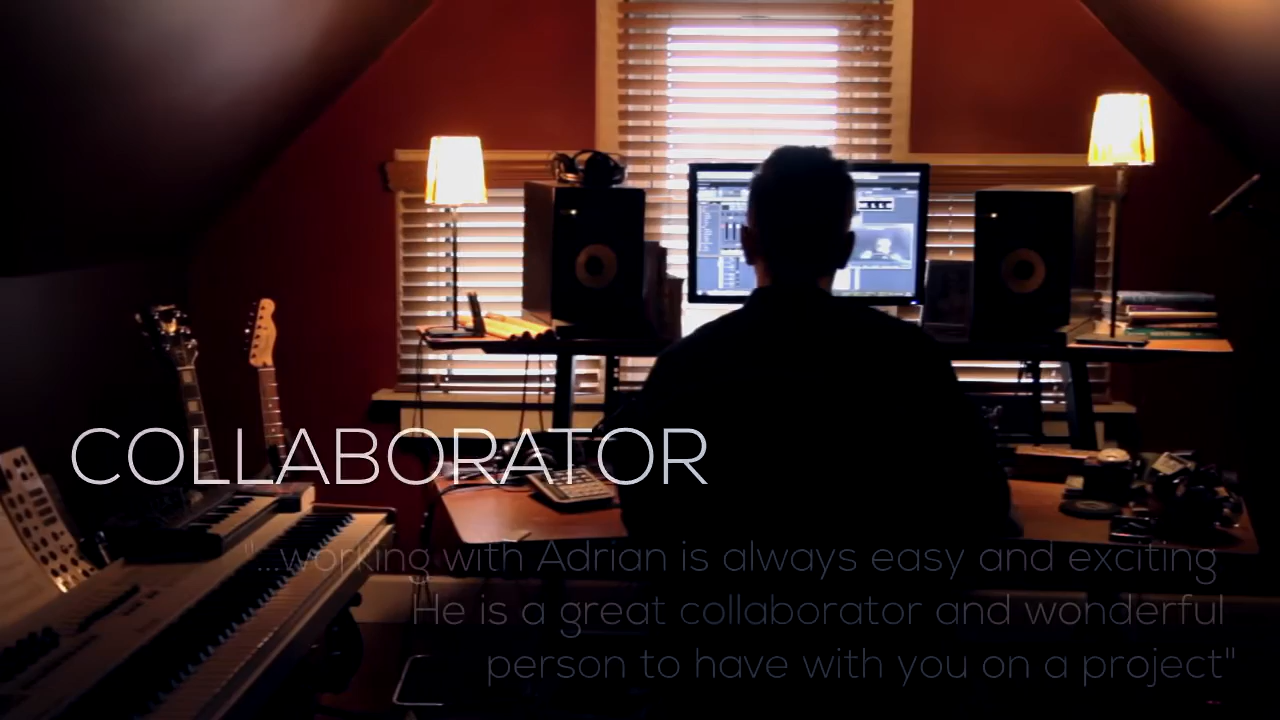 COLLABORATOR
"...working with Adrian is always easy and exciting
He is a great collaborator and wonderful
person to have with you on a project"